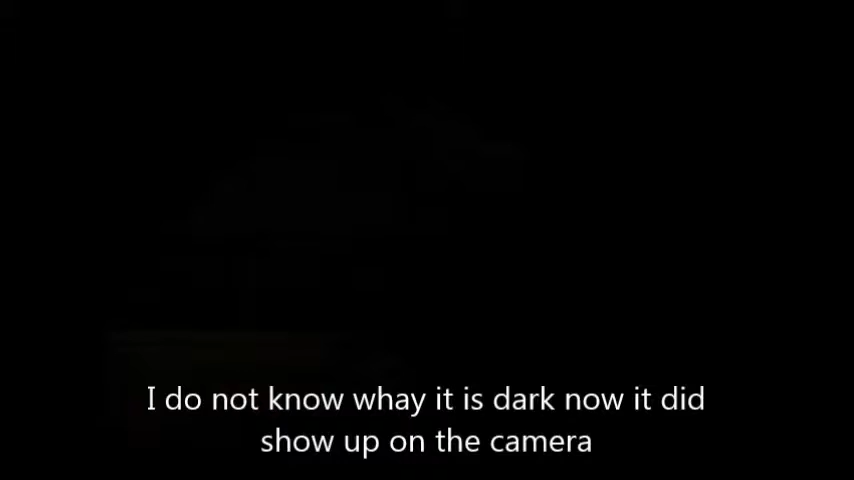 I do not know whay it is dark now it did
show up on the camera